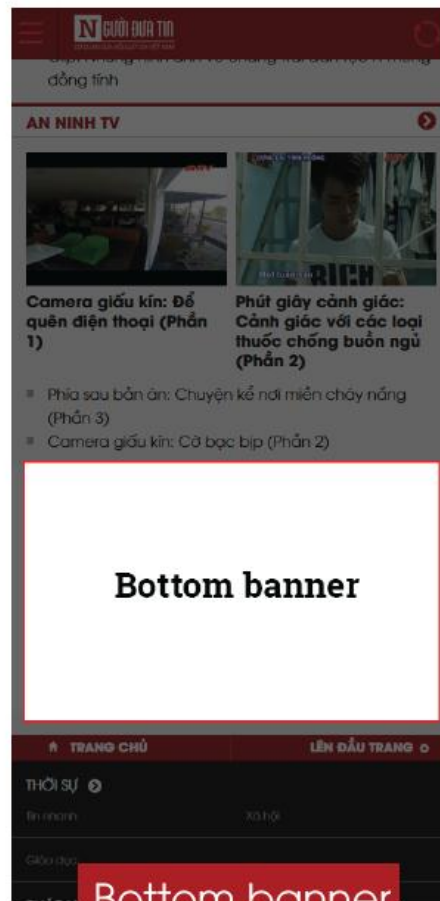 NGƯỜI ĐƯA TIN
đồng tính
AN NINH TV
Camera giấu kín: Để quên điện thoại (Phần 1)
Phút giây cảnh giác: Cảnh giác với các loại thuốc chống buồn ngủ (Phần 2)
Phía sau bản án: Chuyện kể nơi miền cháy nắng
(Phần 3)
Camera giấu kín: Cờ bạc bịp (Phần 2)
Bottom banner
TRANG CHỦ
LÊN ĐẦU TRANG
THỜI SỰ
Tin nhanh
Xã hội
Giáo dục
Bottom banner